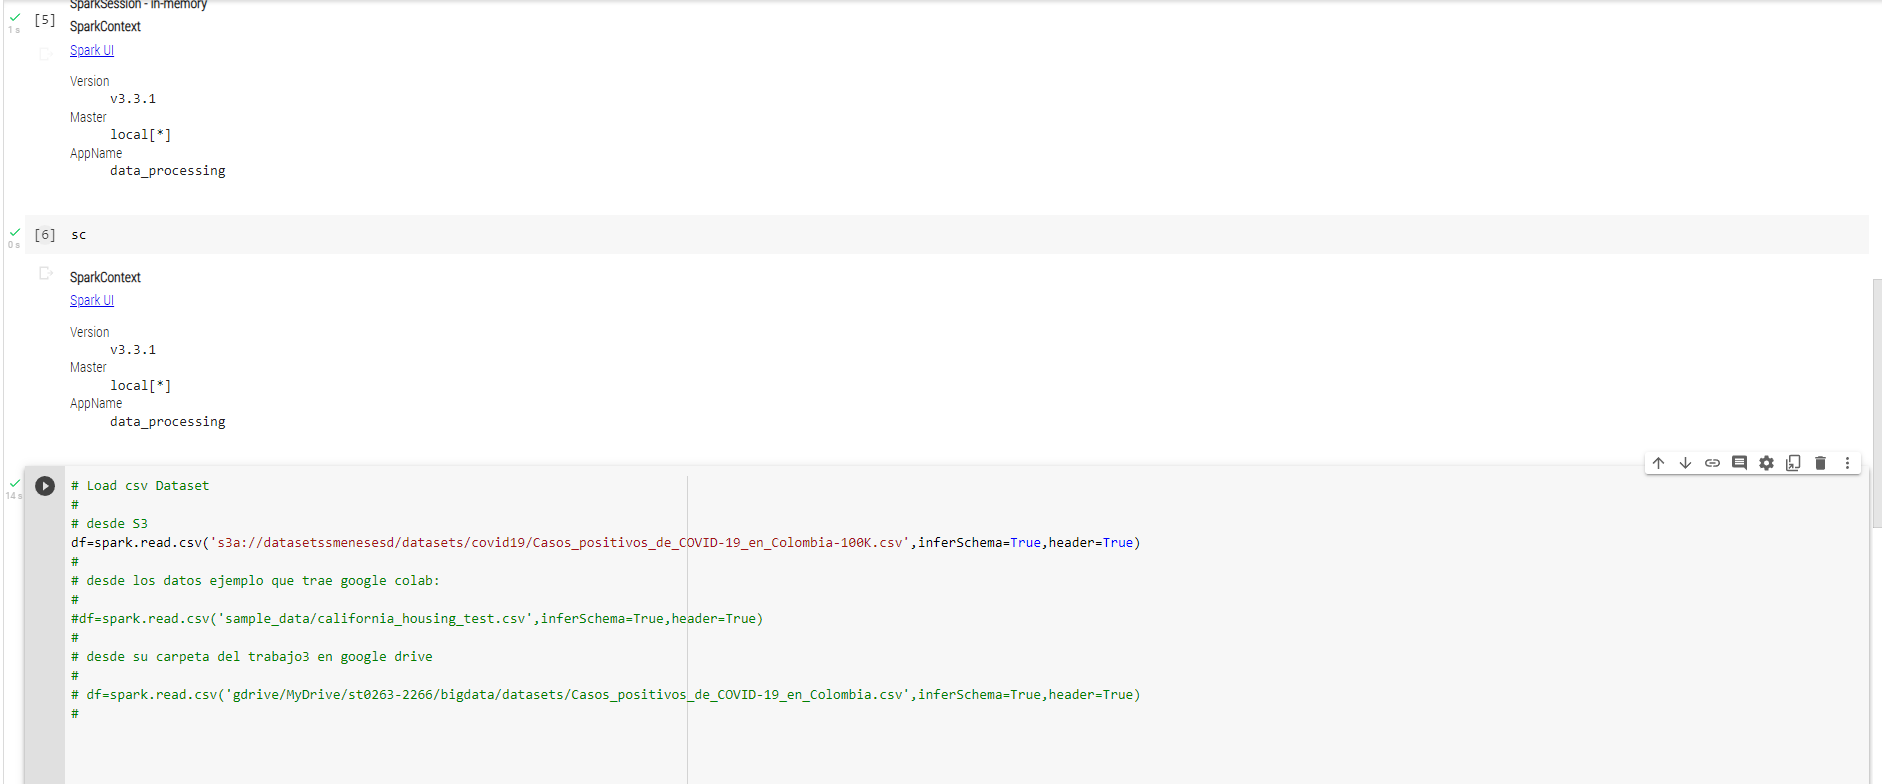 SparkSession - in-memory
[5]
SparkContext
1 s
Spark UI
Version
v3.3.1
Master
local[*]
AppName
data_processing
[6] sc
0 s
SparkContext
Spark UI
Version
v3.3.1
Master
local[*]
AppName
data_processing
14 s
# Load csv Dataset
#
# desde S3
df=spark.read.csv('s3a://datasetssmenesesd/datasets/covid19/Casos_positivos_de_COVID-19_en_Colombia-100K.csv',inferSchema=True,header=True)
#
# desde los datos ejemplo que trae google colab:
#
#df=spark.read.csv('sample_data/california_housing_test.csv',inferSchema=True,header=True)
#
# desde su carpeta del trabajo3 en google drive
#
# df=spark.read.csv('gdrive/MyDrive/st0263-2266/bigdata/datasets/Casos_positivos_de_COVID-19_en_Colombia.csv',inferSchema=True,header=True)
#